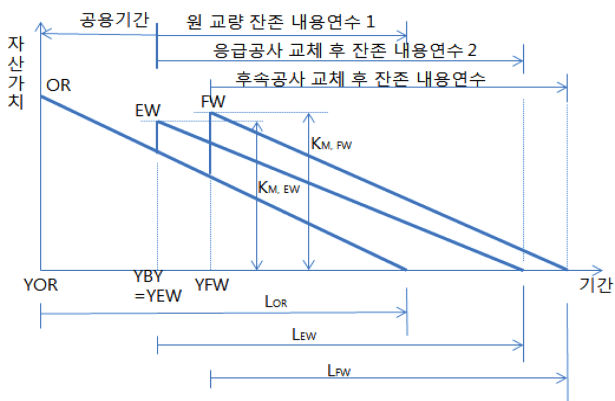 공용기간
원 교량 잔존 내용연수 1
응급공사 교체 후 잔존 내용연수 2
후속공사 교체 후 잔존 내용연수
자산가치
OR
EW
FW
KM, FW
KM, EW
YOR
YBY
=YEW
YFW
기간
LOR
LEW
LFW